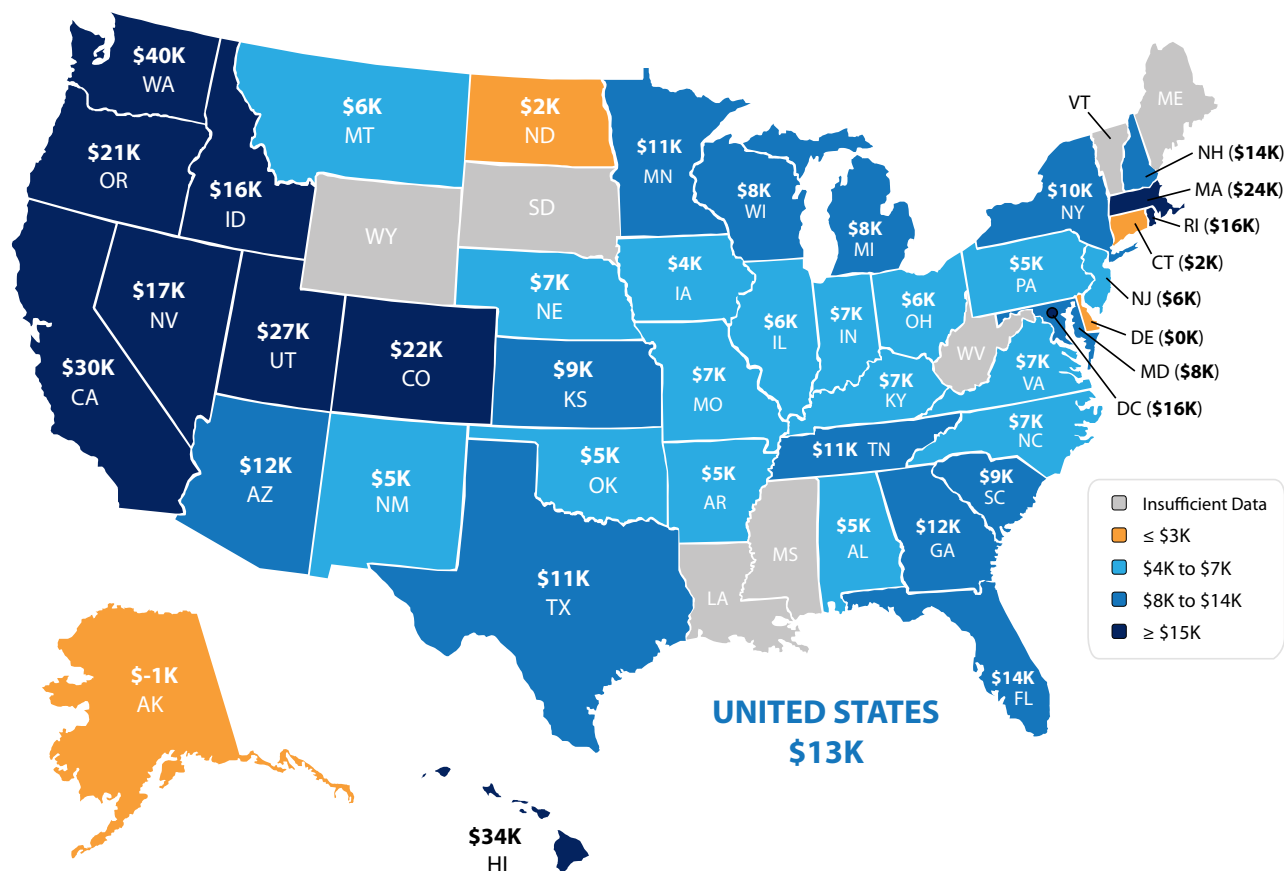 $40K
WA
$6K
MT
$2K
ND
$11K
MN
VT
ME
$21K
OR
$16K
ID
WY
SD
$8K
WI
$8K
MI
$10K
NY
NH ($14K)
MA ($24K)
RI ($16K)
CT ($2K)
NJ ($6K)
DE ($0K)
MD ($8K)
DC ($16K)
$30K
CA
$17K
NV
$27K
UT
$22K
CO
$7K
NE
$4K
IA
$6K
IL
$7K
IN
$6K
OH
$5K
PA
WV
$7K
VA
$9K
KS
$7K
MO
$7K
KY
$7K
NC
$12K
AZ
$5K
NM
$5K
OK
$5K
AR
$11K TN
$9K
SC
$11K
TX
LA
MS
$5K
AL
$12K
GA
$14K
FL
$-1K
AK
$34K
HI
UNITED STATES
$13K
Insufficient Data
≤ $3K
$4K to $7K
$8K to $14K
≥ $15K